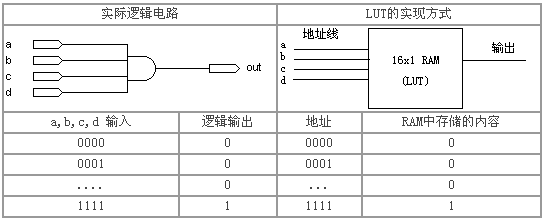 实际逻辑电路 LUT的实现方式
a
b
c
d
out
地址线
a
b
c
d
16x1 RAM
(LUT)
输出
a,b,c,d 输入 逻辑输出 地址 RAM中存储的内容
0000 0 0000 0
0001 0 0001 0
.... 0 ... 0
1111 1 1111 1